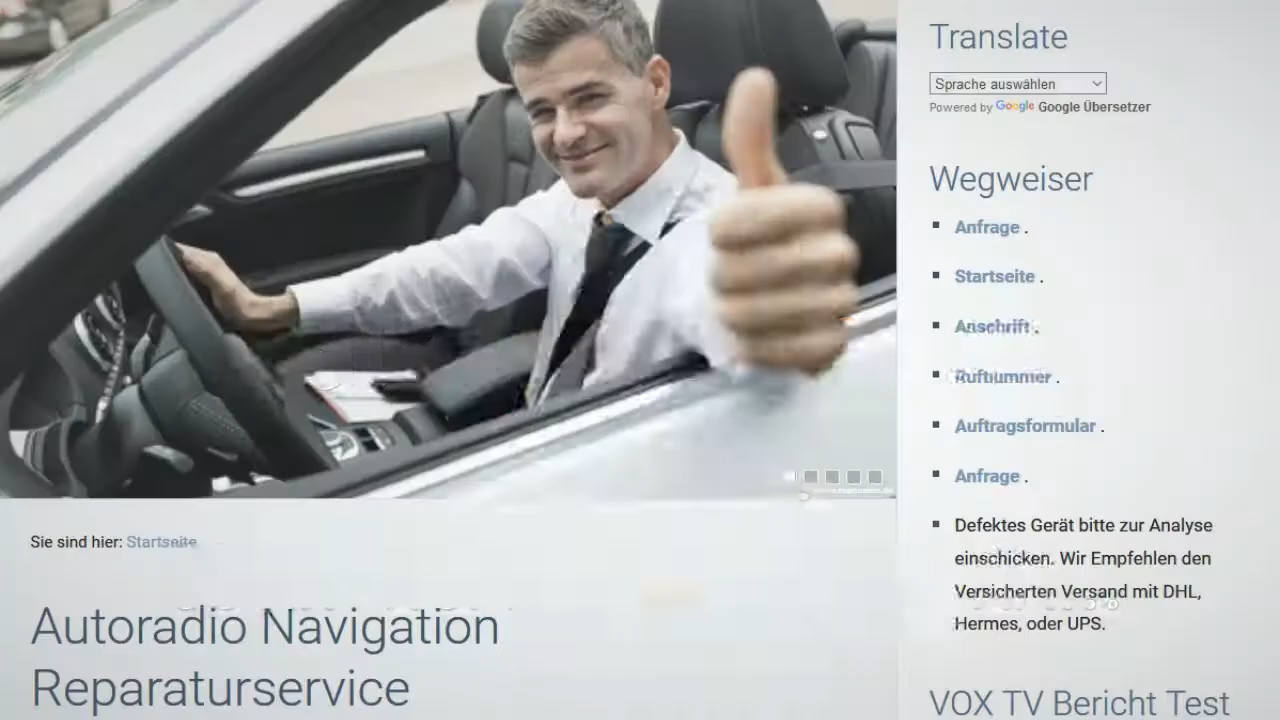 Translate
Sprache auswählen
Powered by Google Google Übersetzer
Wegweiser
Anfrage .
Startseite .
Anschrift .
Rufnummer .
Auftragsformular .
Anfrage .
Defektes Gerät bitte zur Analyse
einschicken. Wir Empfehlen den
Versicherten Versand mit DHL,
Hermes, oder UPS.
VOX TV Bericht Test
Sie sind hier: Startseite
Autoradio Navigation
Reparaturservice